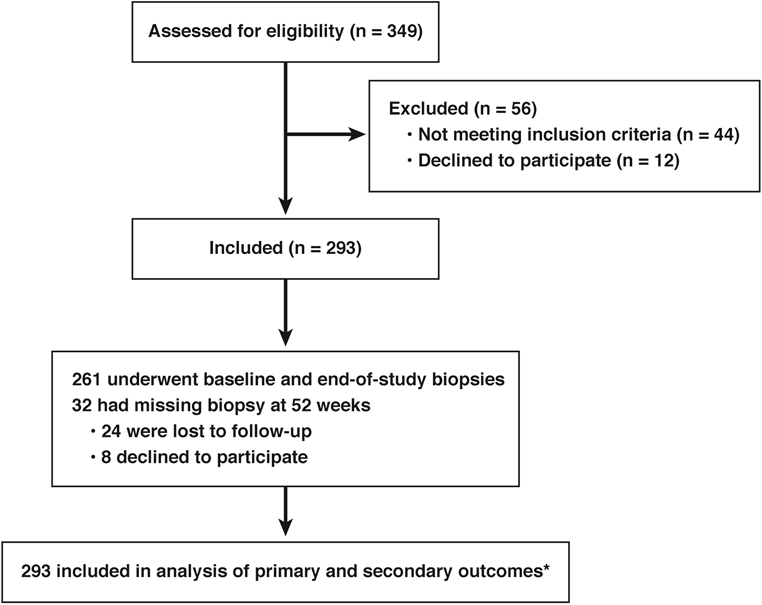 Assessed for eligibility (n = 349)
Excluded (n = 56)
• Not meeting inclusion criteria (n = 44)
• Declined to participate (n = 12)
Included (n = 293)
261 underwent baseline and end-of-study biopsies
32 had missing biopsy at 52 weeks
• 24 were lost to follow-up
• 8 declined to participate
293 included in analysis of primary and secondary outcomes*